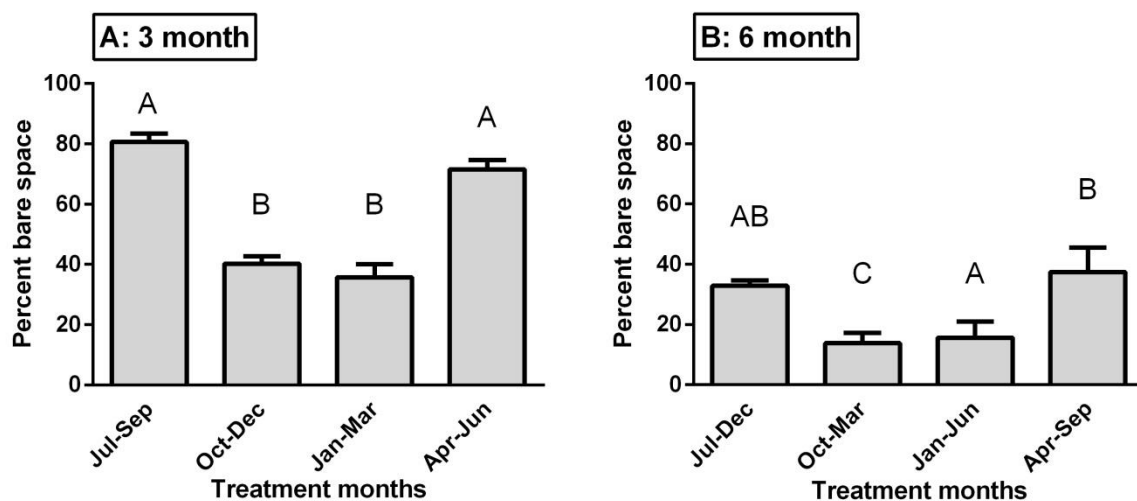 A: 3 month
Percent bare space
100
80
60
40
20
0
A
B
B
A
Jul-Sep
Oct-Dec
Jan-Mar
Apr-Jun
Treatment months
B: 6 month
Percent bare space
100
80
60
40
20
0
AB
C
A
B
Jul-Dec
Oct-Mar
Jan-Jun
Apr-Sep
Treatment months